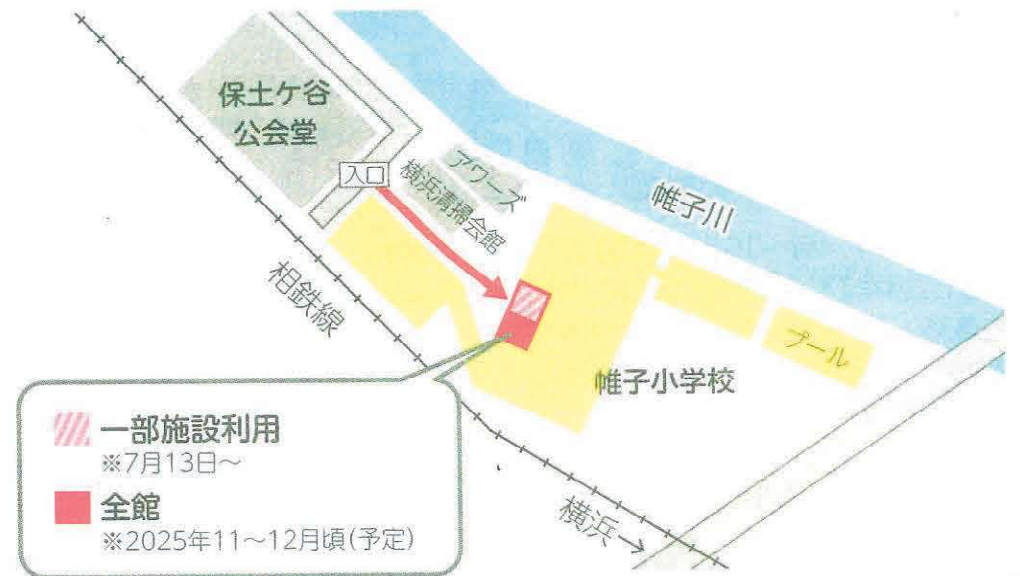 保土ケ谷
公会堂
入口
アワーズ
横浜清掃会館
帷子川
相鉄線
プール
帷子小学校
一部施設利用
※7月13日～
全館
※2025年11～12月頃(予定)
横浜→